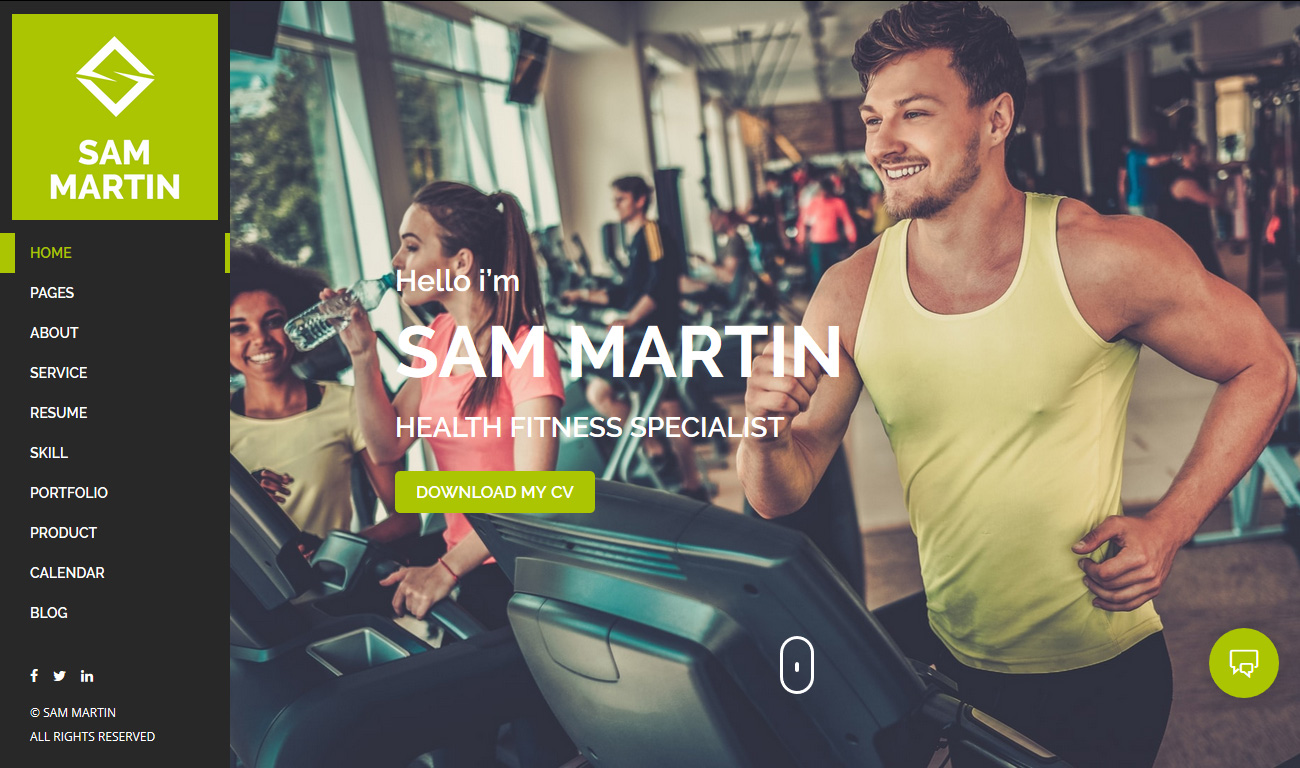 SAM
MARTIN
HOME
PAGES
ABOUT
SERVICE
RESUME
SKILL
PORTFOLIO
PRODUCT
CALENDAR
BLOG
© SAM MARTIN
ALL RIGHTS RESERVED
Hello i'm
SAM MARTIN
HEALTH FITNESS SPECIALIST
DOWNLOAD MY CV